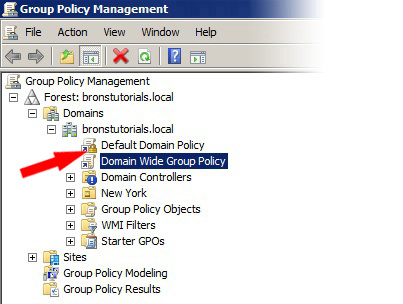 Group Policy Management
File Action View Window Help
Group Policy Management
Forest: bronstutorials.local
Domains
bronstutorials.local
Default Domain Policy
Domain Wide Group Policy
Domain Controllers
New York
Group Policy Objects
WMI Filters
Starter GPOs
Sites
Group Policy Modeling
Group Policy Results